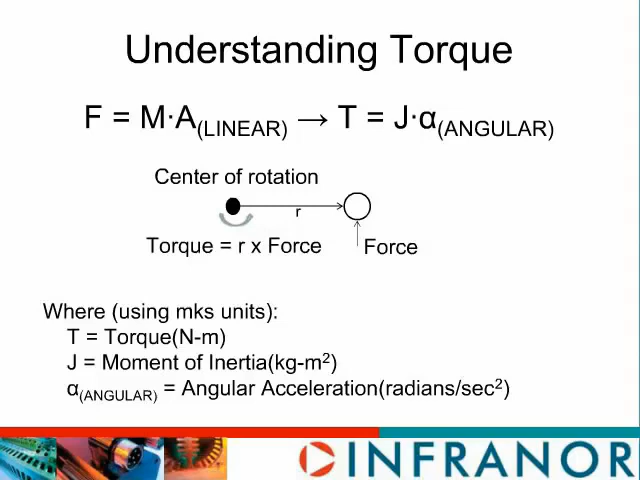 Understanding Torque
F = M·A(LINEAR) → T = J·α(ANGULAR)
Center of rotation
r
Torque = r x Force
Force
Where (using mks units):
T = Torque(N-m)
J = Moment of Inertia(kg-m²)
α(ANGULAR) = Angular Acceleration(radians/sec²)
INFRANOR